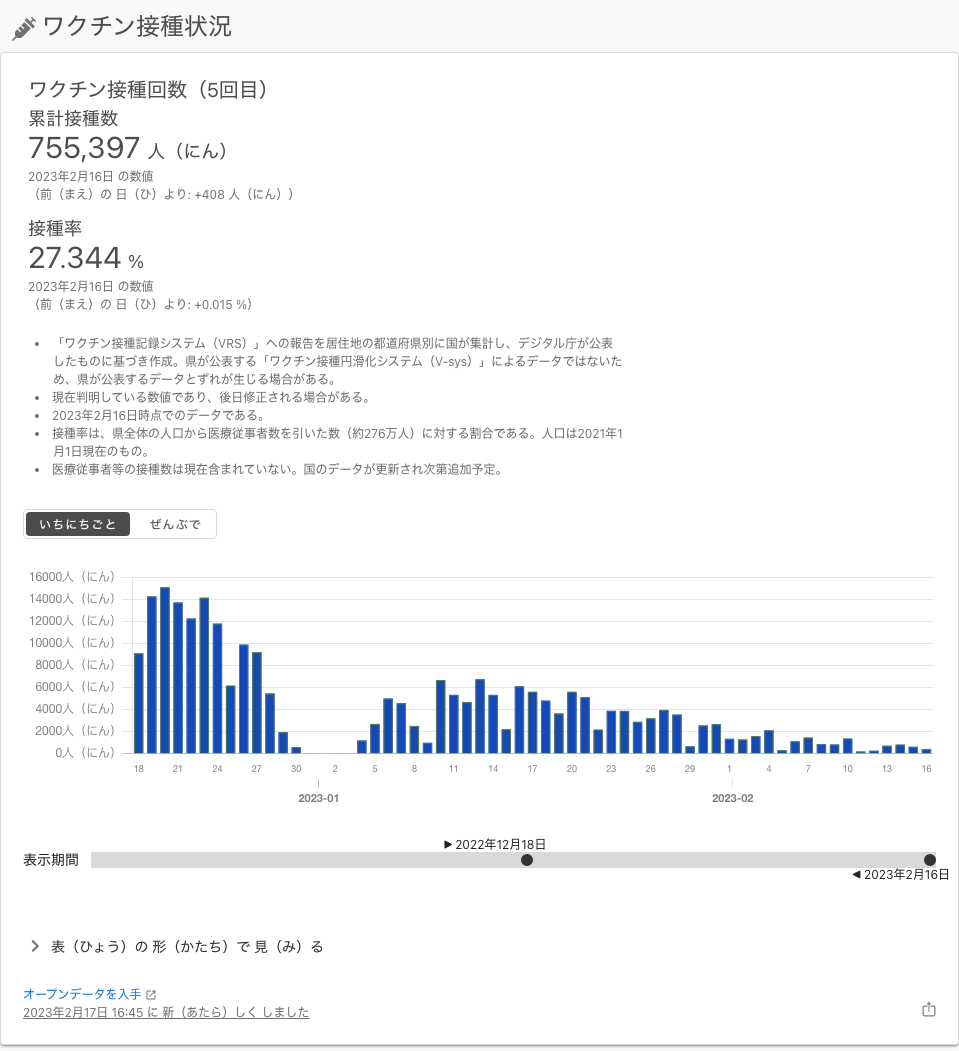 ワクチン接種状況
ワクチン接種回数（5回目）
累計接種数
755,397 人（にん）
2023年2月16日 の数値
（前（まえ）の 日（ひ）より: +408 人（にん））
接種率
27.344 %
2023年2月16日 の数値
（前（まえ）の 日（ひ）より: +0.015 %）
• 「ワクチン接種記録システム（VRS）」への報告を居住地の都道府県別に国が集計し、デジタル庁が公表
したものに基づき作成。県が公表する「ワクチン接種円滑化システム（V-sys）」によるデータではないた
め、県が公表するデータとずれが生じる場合がある。
• 現在判明している数値であり、後日修正される場合がある。
• 2023年2月16日時点でのデータである。
• 接種率は、県全体の人口から医療従事者数を引いた数（約276万人）に対する割合である。人口は2021年1
月1日現在のもの。
• 医療従事者等の接種数は現在含まれていない。国のデータが更新され次第追加予定。
いちにちごと ぜんぶで
16000人（にん）
14000人（にん）
12000人（にん）
10000人（にん）
8000人（にん）
6000人（にん）
4000人（にん）
2000人（にん）
0人（にん）
18 21 24 27 30 2 5 8 11 14 17 20 23 26 29 1 4 7 10 13 16
2023-01 2023-02
▶ 2022年12月18日
表示期間
◀ 2023年2月16日
表（ひょう）の 形（かたち）で 見（み）る
オープンデータを入手
2023年2月17日 16:45 に 新（あたら）しく しました